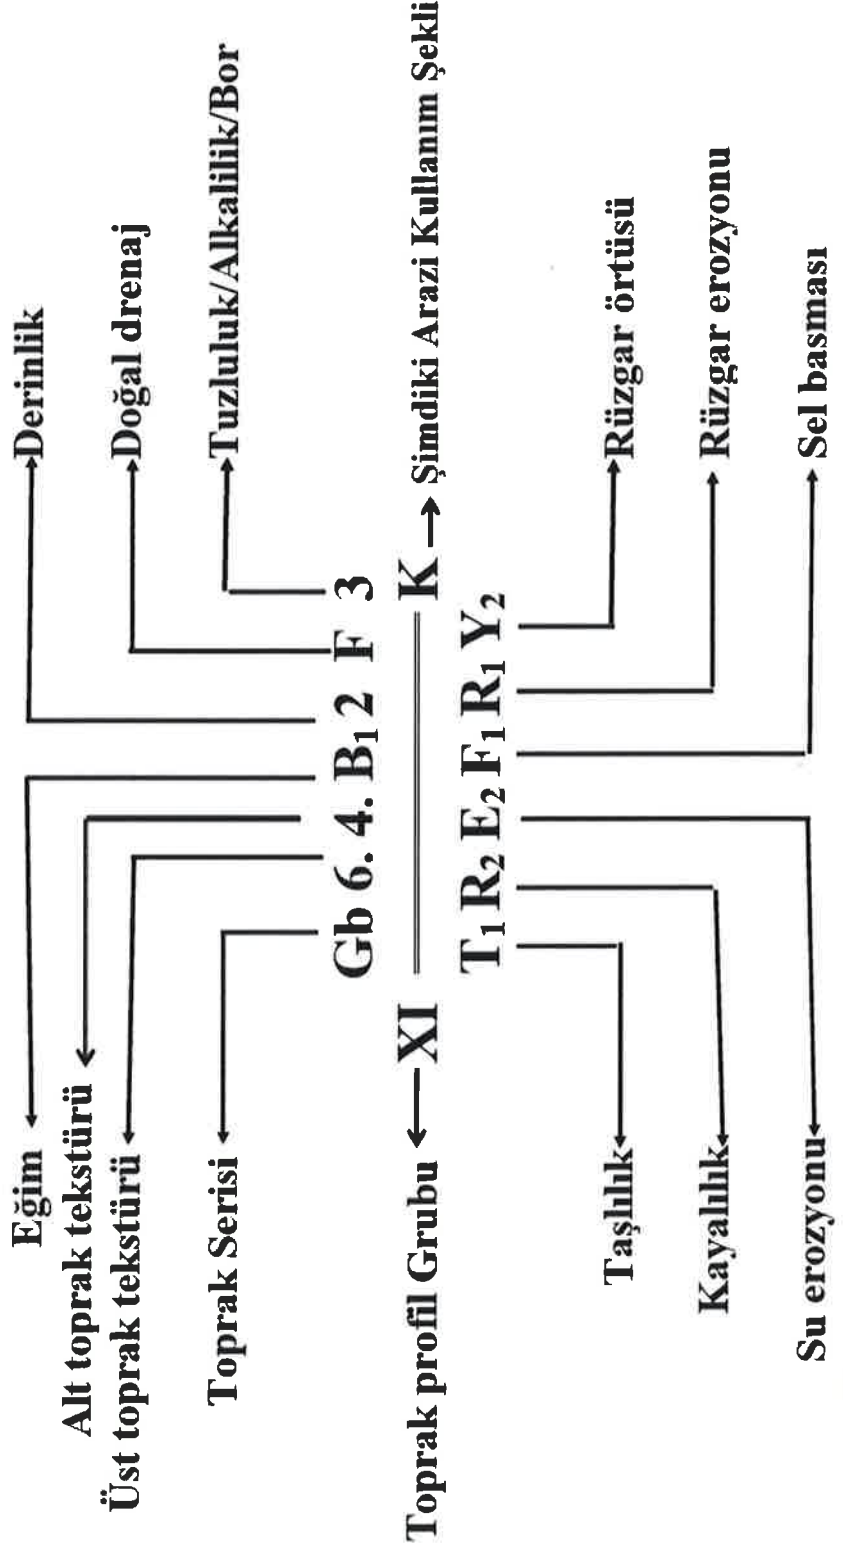 Eğim
Derinlik
Alt toprak tekstürü
Üst toprak tekstürü
Doğal drenaj
Toprak Serisi
Tuzluluk/Alkalilik/Bor
Gb 6. 4. B₁ 2 F 3
Toprak profil Grubu
XI
K
Şimdiki Arazi Kullanım Şekli
T₁ R₂ E₂ F₁ R₁ Y₂
Taşlılık
Rüzgar örtüsü
Kayalılık
Rüzgar erozyonu
Su erozyonu
Sel basması